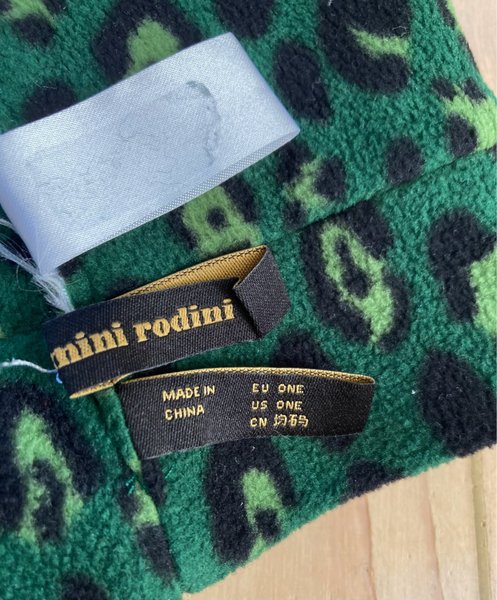 mini rodini
MADE IN
CHINA
EU ONE
US ONE
CN 均码